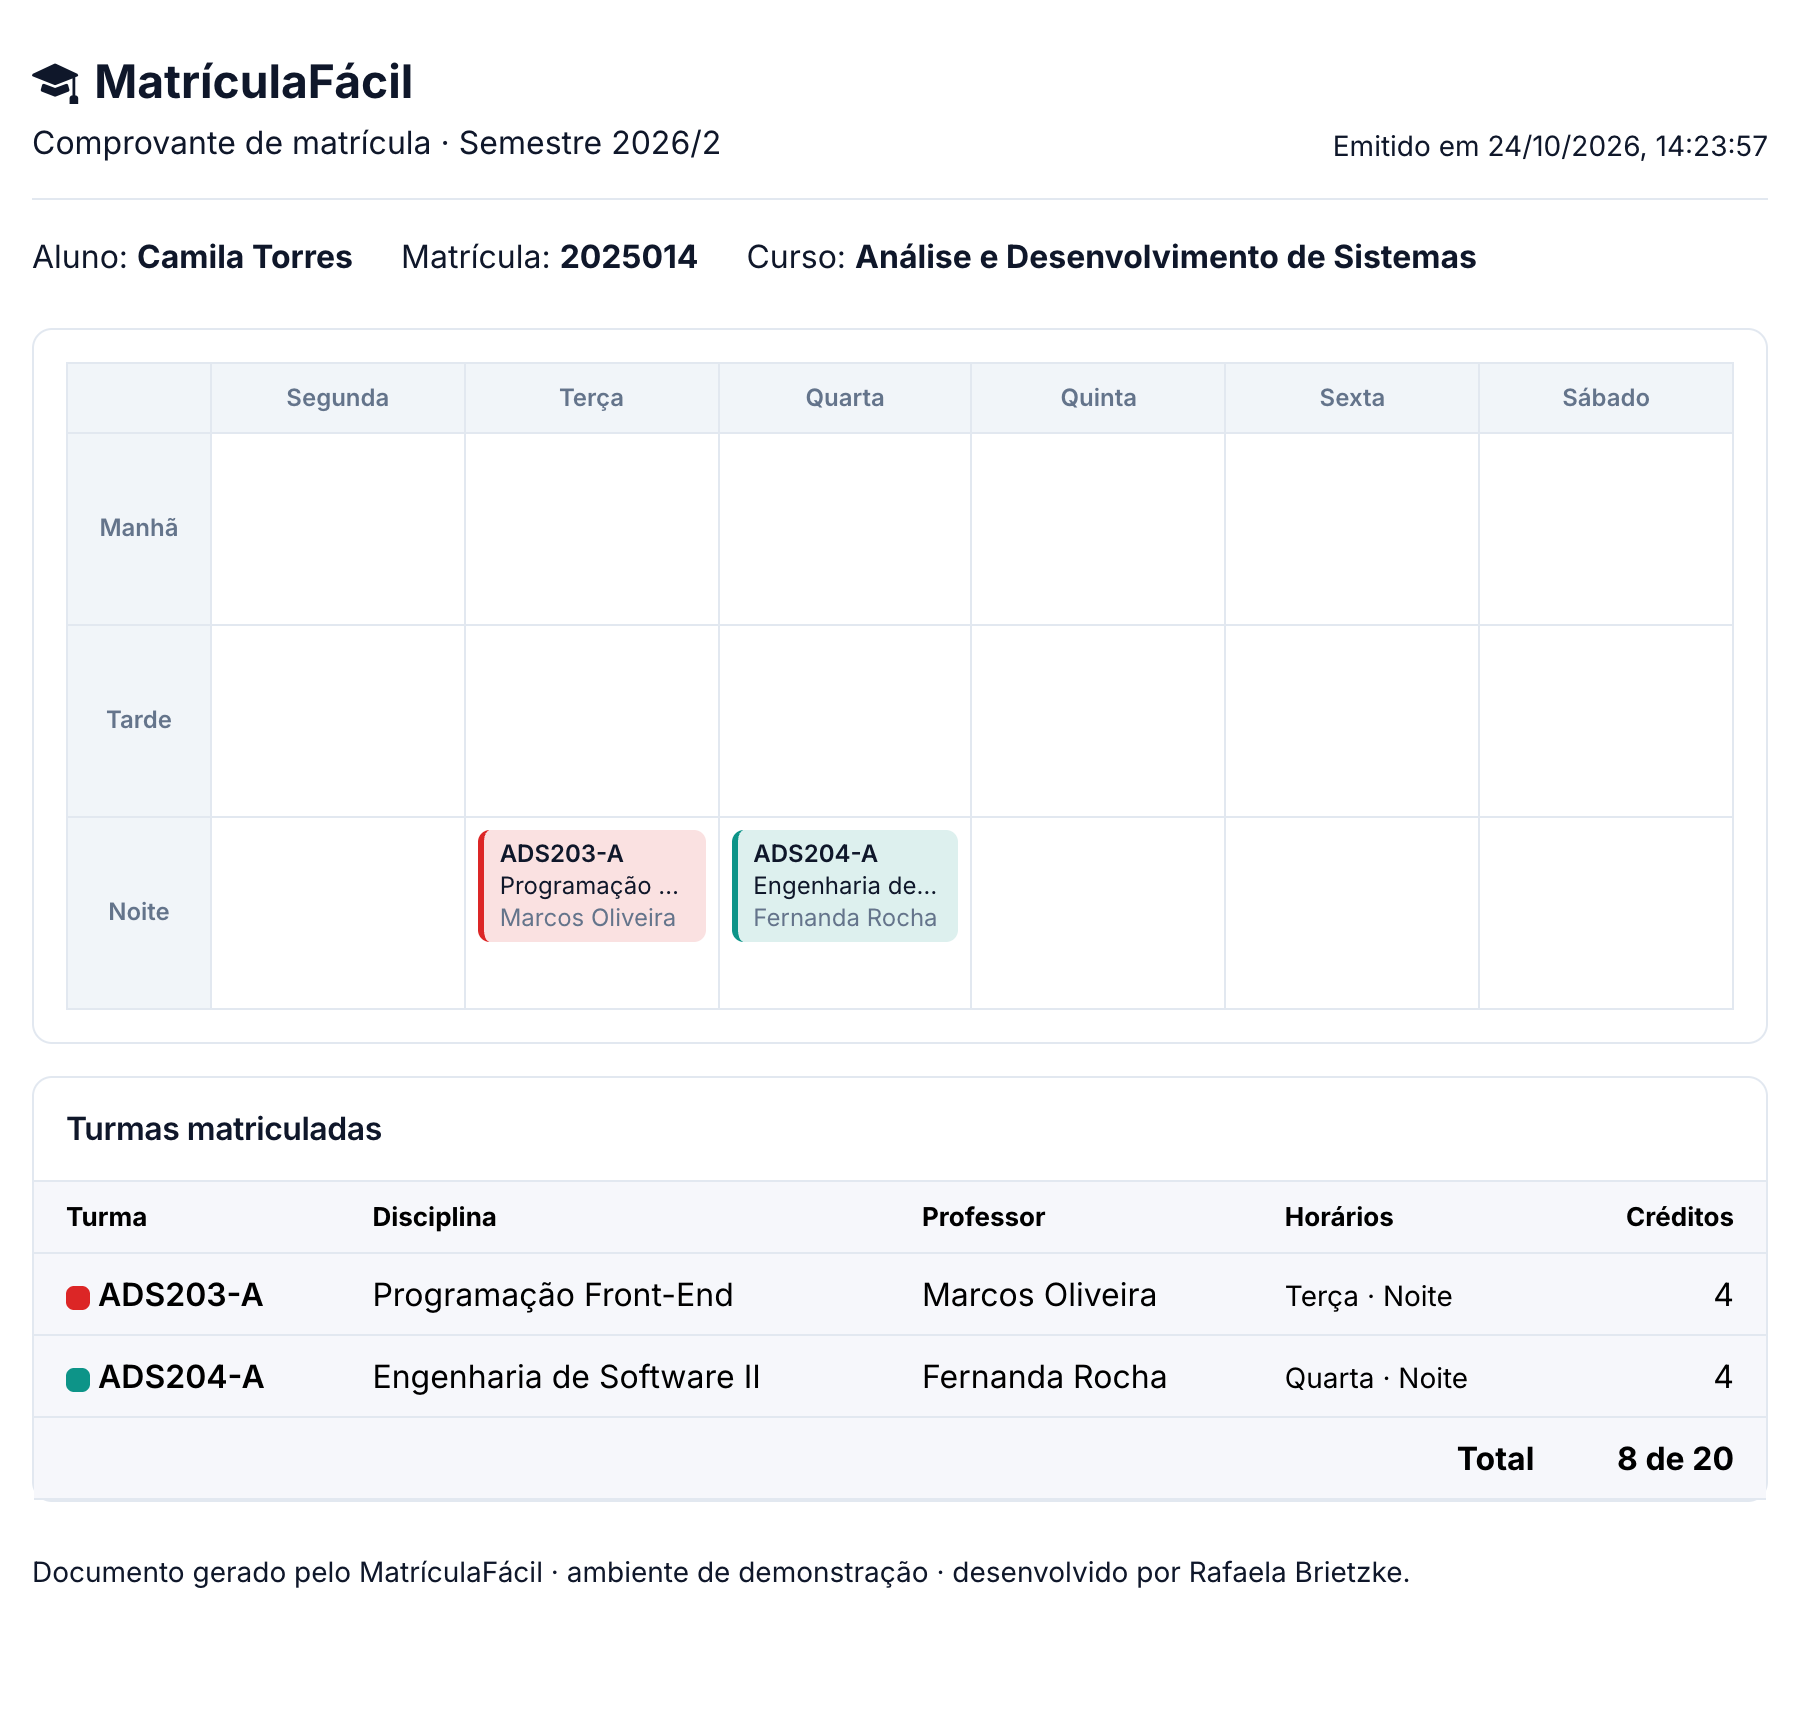 MatrículaFácil
Comprovante de matrícula · Semestre 2026/2
Emitido em 24/10/2026, 14:23:57
Aluno: Camila Torres Matrícula: 2025014 Curso: Análise e Desenvolvimento de Sistemas
Segunda Terça Quarta Quinta Sexta Sábado
Manhã
Tarde
Noite
ADS203-A
Programação ...
Marcos Oliveira
ADS204-A
Engenharia de...
Fernanda Rocha
Turmas matriculadas
Turma Disciplina Professor Horários Créditos
ADS203-A Programação Front-End Marcos Oliveira Terça · Noite 4
ADS204-A Engenharia de Software II Fernanda Rocha Quarta · Noite 4
Total 8 de 20
Documento gerado pelo MatrículaFácil · ambiente de demonstração · desenvolvido por Rafaela Brietzke.